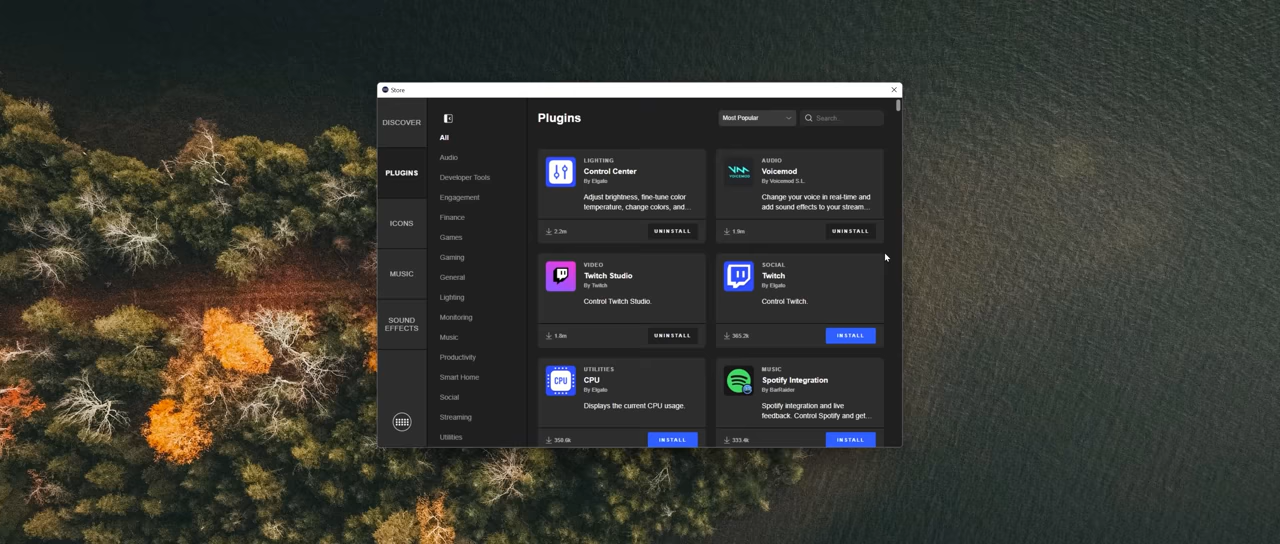 Store
DISCOVER
PLUGINS
ICONS
MUSIC
SOUND
EFFECTS
All
Audio
Developer Tools
Engagement
Finance
Games
Gaming
General
Lighting
Monitoring
Music
Productivity
Smart Home
Social
Streaming
Utilities
Plugins
Most Popular
Search...
LIGHTING
Control Center
By Elgato
Adjust brightness, fine-tune color
temperature, change colors, and...
2.2m
UNINSTALL
AUDIO
Voicemod
By Voicemod S.L.
Change your voice in real-time and
add sound effects to your stream...
1.9m
UNINSTALL
VOICEMOD
VIDEO
Twitch Studio
By Twitch
Control Twitch Studio.
1.8m
UNINSTALL
SOCIAL
Twitch
By Elgato
Control Twitch.
365.2k
INSTALL
UTILITIES
CPU
By Elgato
Displays the current CPU usage.
358.6k
INSTALL
CPU
MUSIC
Spotify Integration
By BarRaider
Spotify integration and live
feedback. Control Spotify and get...
333.4k
INSTALL